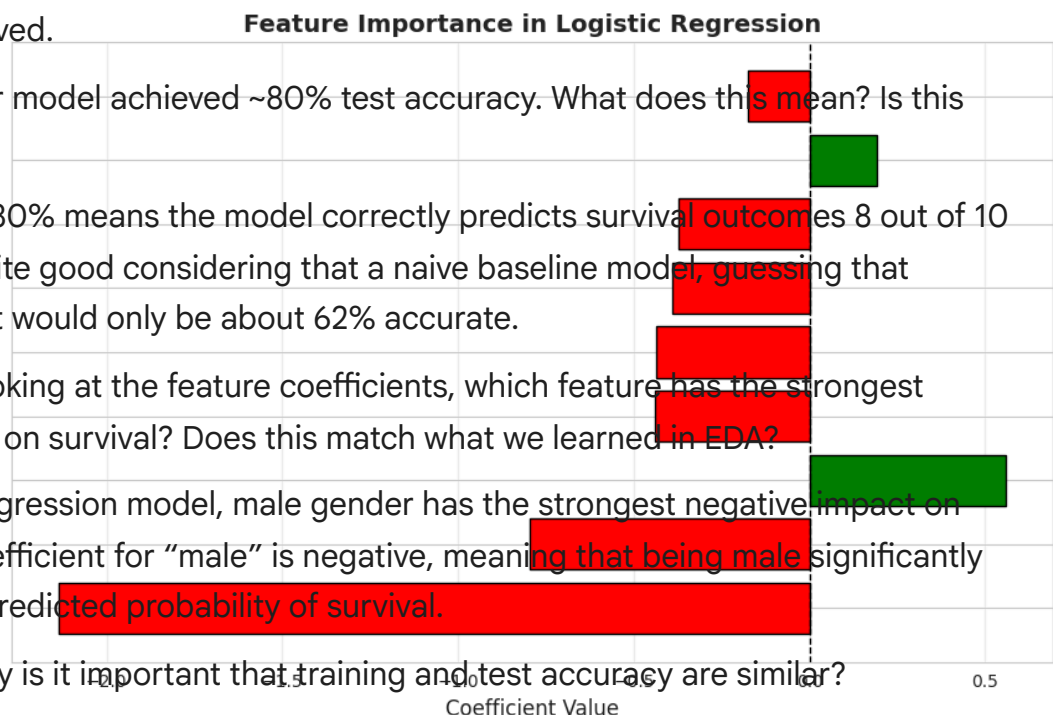 ved.
Feature Importance in Logistic Regression
r model achieved ~80% test accuracy. What does this mean? Is this
80% means the model correctly predicts survival outcomes 8 out of 10
ite good considering that a naive baseline model, guessing that
t would only be about 62% accurate.
oking at the feature coefficients, which feature has the strongest
on survival? Does this match what we learned in EDA?
gression model, male gender has the strongest negative impact on
efficient for “male” is negative, meaning that being male significantly
redicted probability of survival.
y is it important that training and test accuracy are similar?
−2.0 −1.5 −1.0 −0.5 0.0 0.5
Coefficient Value